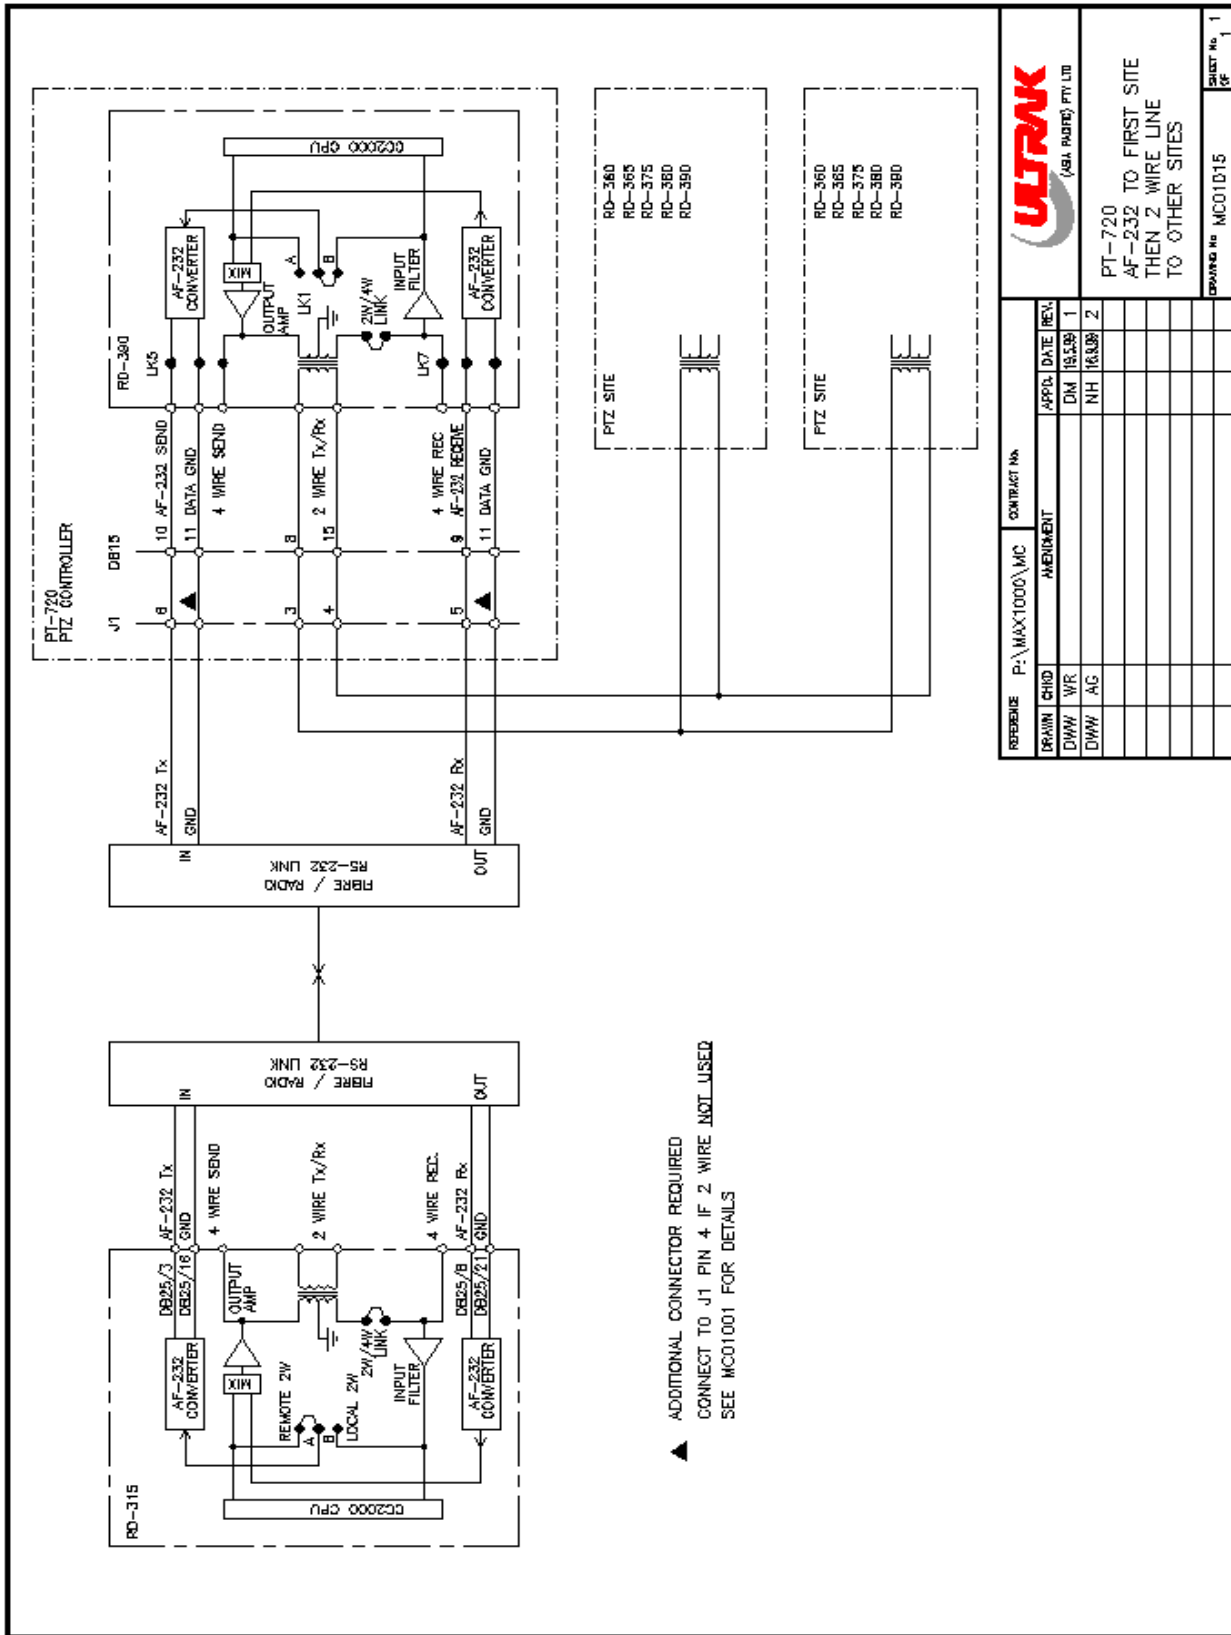 RD-315
CC2000 CPU
AF-232
CONVERTER
MIX
OUTPUT
AMP
REMOTE 2W
A
B
LOCAL 2W
2W/4W
LINK
INPUT
FILTER
AF-232
CONVERTER
DB25/3
DB25/16
DB25/8
DB25/21
AF-232 Tx
GND
4 WIRE SEND
2 WIRE Tx/Rx
4 WIRE REC.
AF-232 Rx
GND
IN
FIBRE / RADIO
RS-232 LINK
OUT
IN
FIBRE / RADIO
RS-232 LINK
OUT
AF-232 Tx
GND
AF-232 Rx
GND
PT-720
PTZ CONTROLLER
J1
DB15
6
10
AF-232 SEND
11
DATA GND
4 WIRE SEND
3
8
4
15
2 WIRE Tx/Rx
4 WIRE REC
5
9
AF-232 RECEIVE
11
DATA GND
RD-390
LK5
AF-232
CONVERTER
MIX
OUTPUT
AMP
LK1
A
B
2W/4W
LINK
INPUT
FILTER
LK7
AF-232
CONVERTER
CC2000 CPU
PTZ SITE
RD-360
RD-365
RD-375
RD-380
RD-390
PTZ SITE
RD-360
RD-365
RD-375
RD-380
RD-390
▲ ADDITIONAL CONNECTOR REQUIRED
CONNECT TO J1 PIN 4 IF 2 WIRE NOT USED
SEE MC01001 FOR DETAILS
REFERENCE P:\MAX1000\MC
CONTRACT No.
DRAWN CHKD AMENDMENT APPD. DATE REV.
DWW WR DM 19.5.99 1
DWW AG NH 16.9.99 2
ULTRAK
(ASIA PACIFIC) PTY LTD
PT-720
AF-232 TO FIRST SITE
THEN 2 WIRE LINE
TO OTHER SITES
DRAWING No MC01015
SHEET No. 1
OF 1